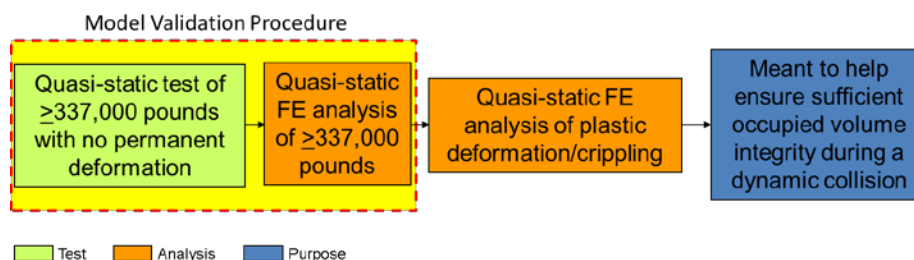 Model Validation Procedure
Quasi-static test of
≥337,000 pounds
with no permanent
deformation
Quasi-static
FE analysis
of ≥337,000
pounds
Quasi-static FE
analysis of plastic
deformation/crippling
Meant to help
ensure sufficient
occupied volume
integrity during a
dynamic collision
Test
Analysis
Purpose